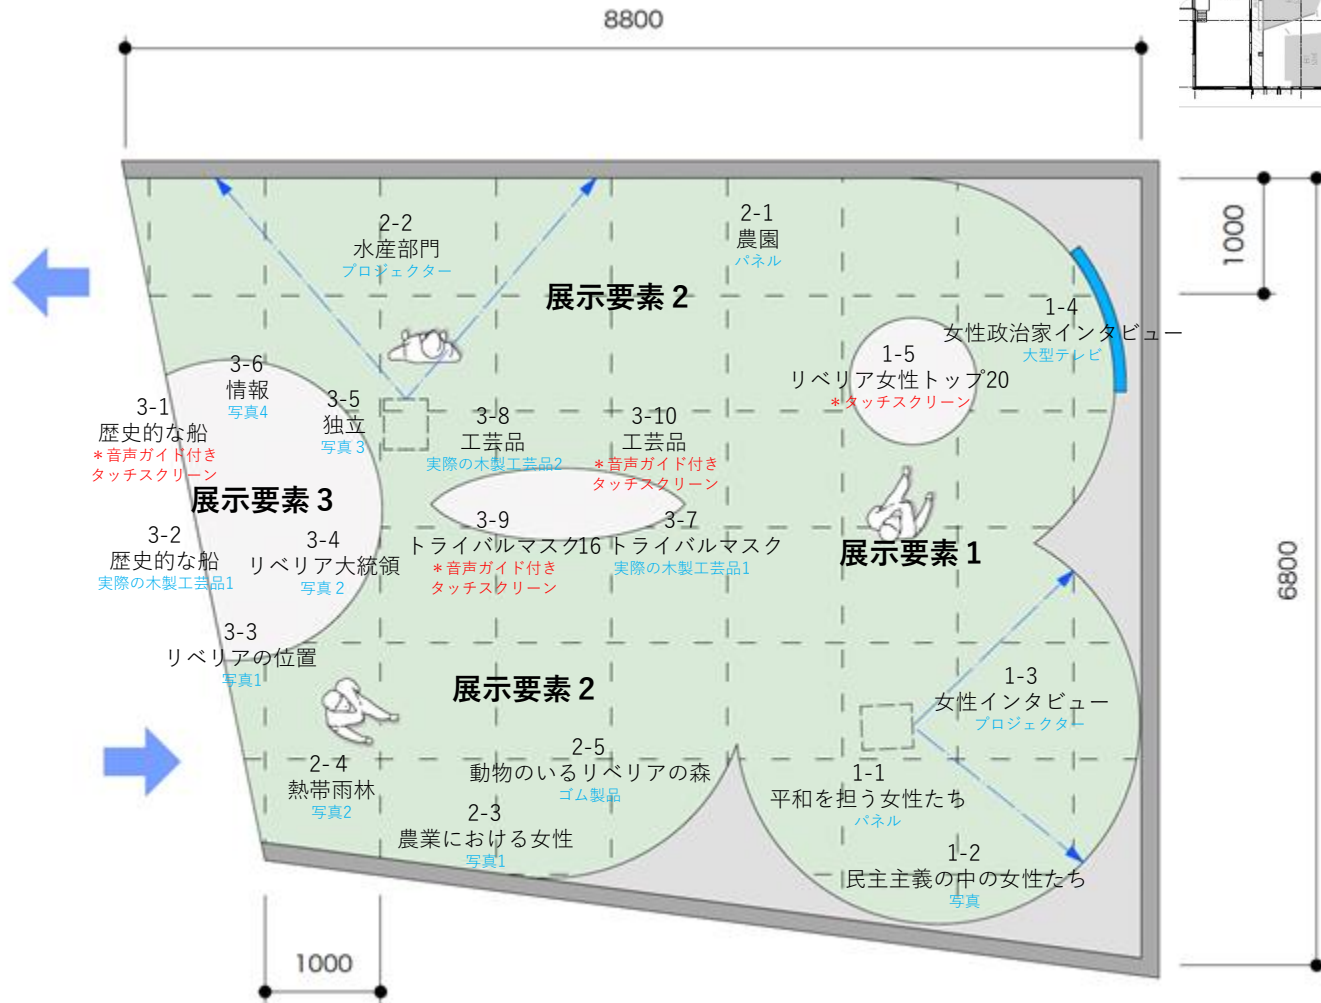 8800
2-2
水産部門
プロジェクター
2-1
農園
パネル
1000
展示要素２
1-4
女性政治家インタビュー
大型テレビ
1-5
リベリア女性トップ20
＊タッチスクリーン
3-6
情報
写真4
3-5
独立
写真３
3-1
歴史的な船
＊音声ガイド付き
タッチスクリーン
3-8
工芸品
実際の木製工芸品2
3-10
工芸品
＊音声ガイド付き
タッチスクリーン
展示要素３
3-2
歴史的な船
実際の木製工芸品1
3-4
リベリア大統領
写真２
3-9
トライバルマスク16
＊音声ガイド付き
タッチスクリーン
3-7
トライバルマスク
実際の木製工芸品1
展示要素１
6800
3-3
リベリアの位置
写真1
展示要素２
1-3
女性インタビュー
プロジェクター
2-４
熱帯雨林
写真2
2-5
動物のいるリベリアの森
ゴム製品
1-1
平和を担う女性たち
パネル
2-3
農業における女性
写真1
1-2
民主主義の中の女性たち
写真
1000